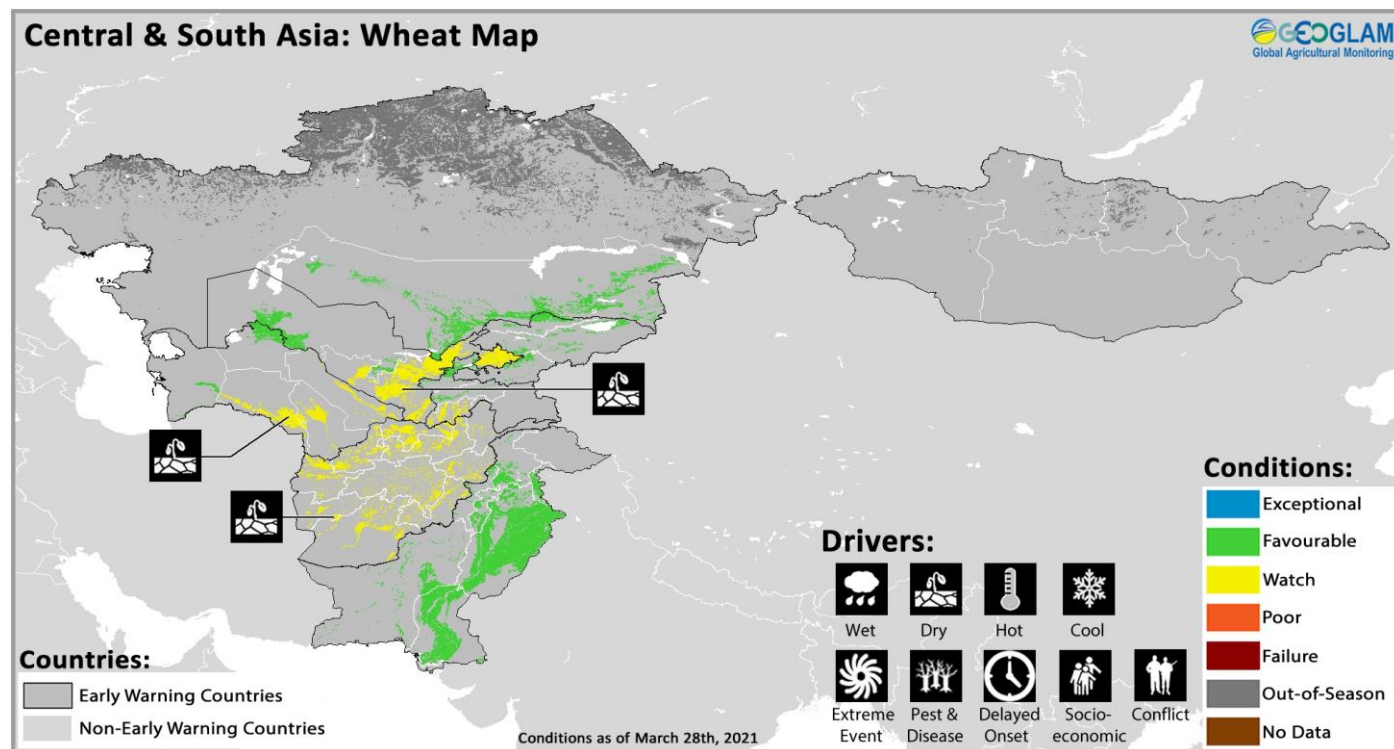 Central & South Asia: Wheat Map
GEOGLAM
Global Agricultural Monitoring
Conditions:
Exceptional
Favourable
Watch
Poor
Failure
Out-of-Season
No Data
Drivers:
Wet
Dry
Hot
Cool
Extreme
Event
Pest &
Disease
Delayed
Onset
Socio-
economic
Conflict
Countries:
Early Warning Countries
Non-Early Warning Countries
Conditions as of March 28th, 2021